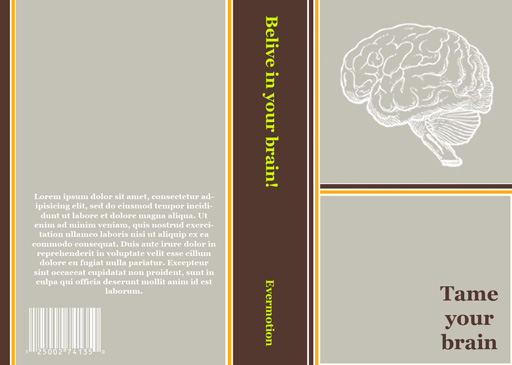 Lorem ipsum dolor sit amet, consectetur ad-
ipisicing elit, sed do eiusmod tempor incidi-
dunt ut labore et dolore magna aliqua. Ut
enim ad minim veniam, quis nostrud exerci-
tation ullamco laboris nisi ut aliquip ex ea
commodo consequat. Duis aute irure dolor in
reprehenderit in voluptate velit esse cillum
dolore eu fugiat nulla pariatur. Excepteur
sint occaecat cupidatat non proident, sunt in
culpa qui officia deserunt mollit anim id est
laborum.
25002 74135
Belive in your brain!
Evermotion
Tame
your
brain